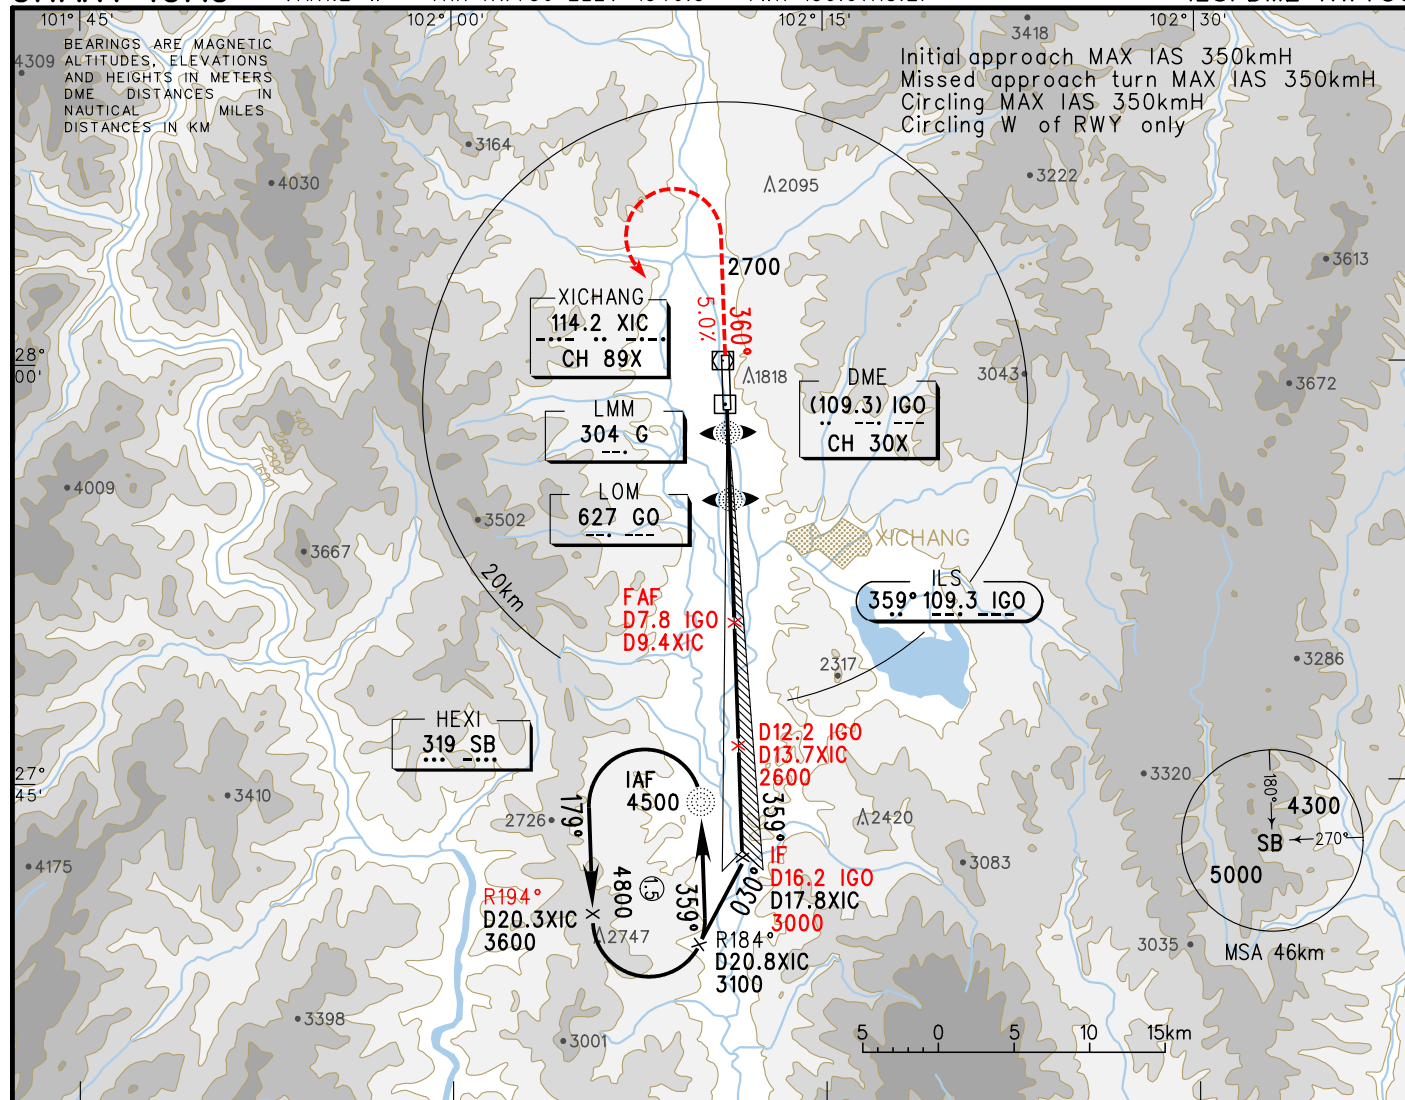 101°45'
102°00'
102°15'
102°30'
BEARINGS ARE MAGNETIC
ALTITUDES, ELEVATIONS
AND HEIGHTS IN METERS
DME DISTANCES IN
NAUTICAL MILES
DISTANCES IN KM
Initial approach MAX IAS 350kmH
Missed approach turn MAX IAS 350kmH
Circling MAX IAS 350kmH
Circling W of RWY only
4309
3418
3164
4030
2095
3222
3613
2700
5.0%
360°
XICHANG
114.2 XIC
CH 89X
28°
00'
1818
DME
(109.3) IGO
CH 30X
3043
3672
LMM
304 G
3400
2800
2200
1600
4009
LOM
627 GO
3502
3667
XICHANG
20km
ILS
359° 109.3 IGO
FAF
D7.8 IGO
D9.4XIC
2317
3286
HEXI
319 SB
D12.2 IGO
D13.7XIC
2600
27°
45'
IAF
4500
179°
359°
3410
2726
2420
3320
180°
4300
SB
270°
5000
MSA 46km
4175
3083
IF
D16.2 IGO
D17.8XIC
3000
030°
4800
1.5
359°
R194°
D20.3XIC
3600
2747
R184°
D20.8XIC
3100
3035
3398
3001
5 0 5 10 15km